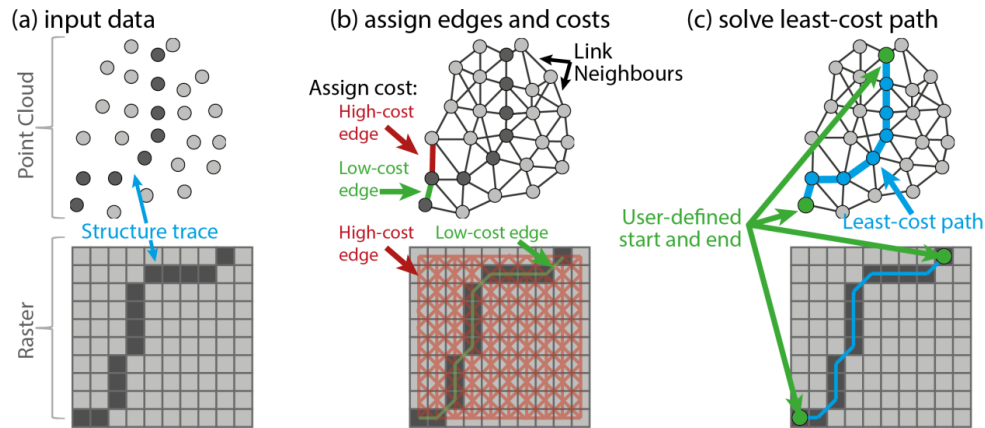 (a) input data
(b) assign edges and costs
(c) solve least-cost path
Point Cloud
Structure trace
Raster
Link
Neighbours
Assign cost:
High-cost
edge
Low-cost
edge
High-cost
edge
Low-cost edge
User-defined
start and end
Least-cost path